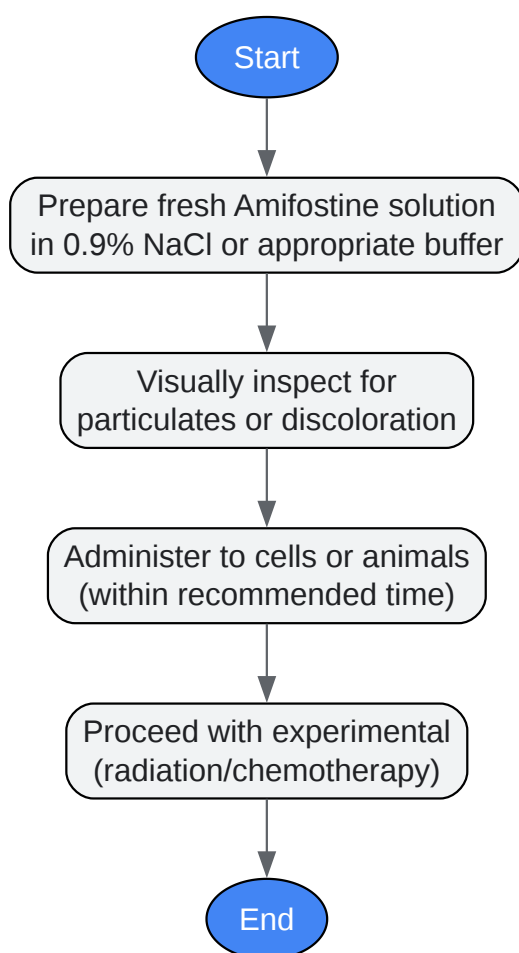 Start
Prepare fresh Amifostine solution
in 0.9% NaCl or appropriate buffer
Visually inspect for
particulates or discoloration
Administer to cells or animals
(within recommended time)
Proceed with experimental
(radiation/chemotherapy)
End